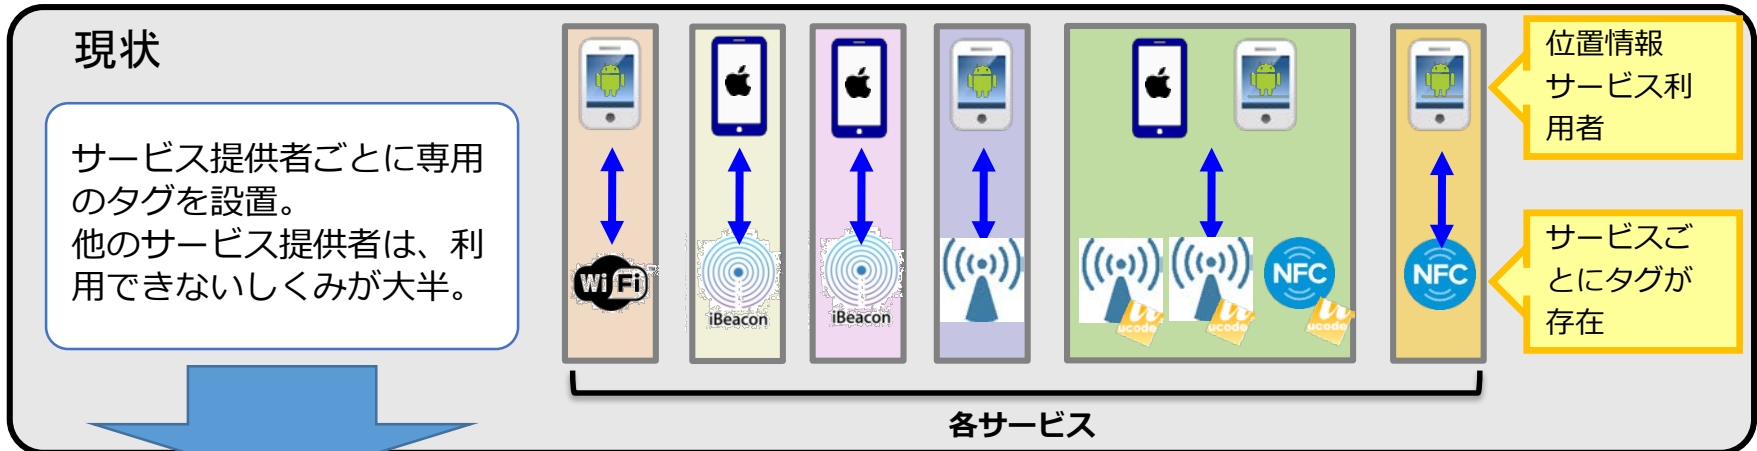 現状
サービス提供者ごとに専用
のタグを設置。
他のサービス提供者は、利
用できないしくみが大半。
位置情報
サービス利
用者
サービスご
とにタグが
存在
Wi Fi
iBeacon
iBeacon
ucode
ucode
NFC
ucode
NFC
各サービス